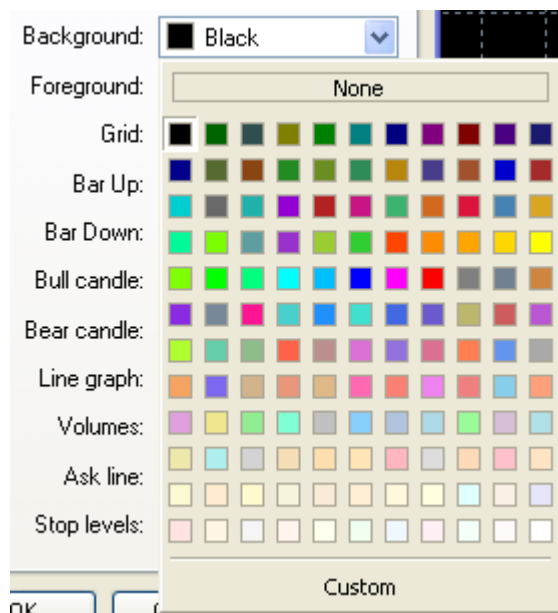 Background: Black
Foreground:
None
Grid:
Bar Up:
Bar Down:
Bull candle:
Bear candle:
Line graph:
Volumes:
Ask line:
Stop levels:
Custom